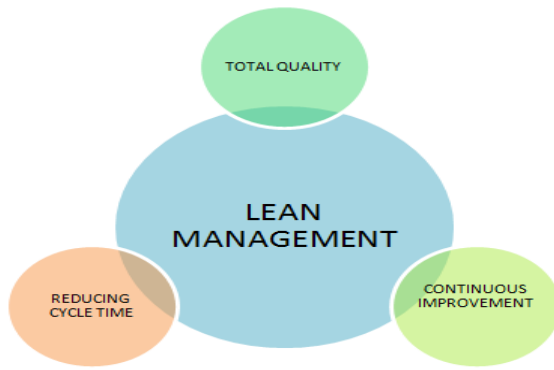 TOTAL QUALITY
LEAN
MANAGEMENT
REDUCING
CYCLE TIME
CONTINUOUS
IMPROVEMENT